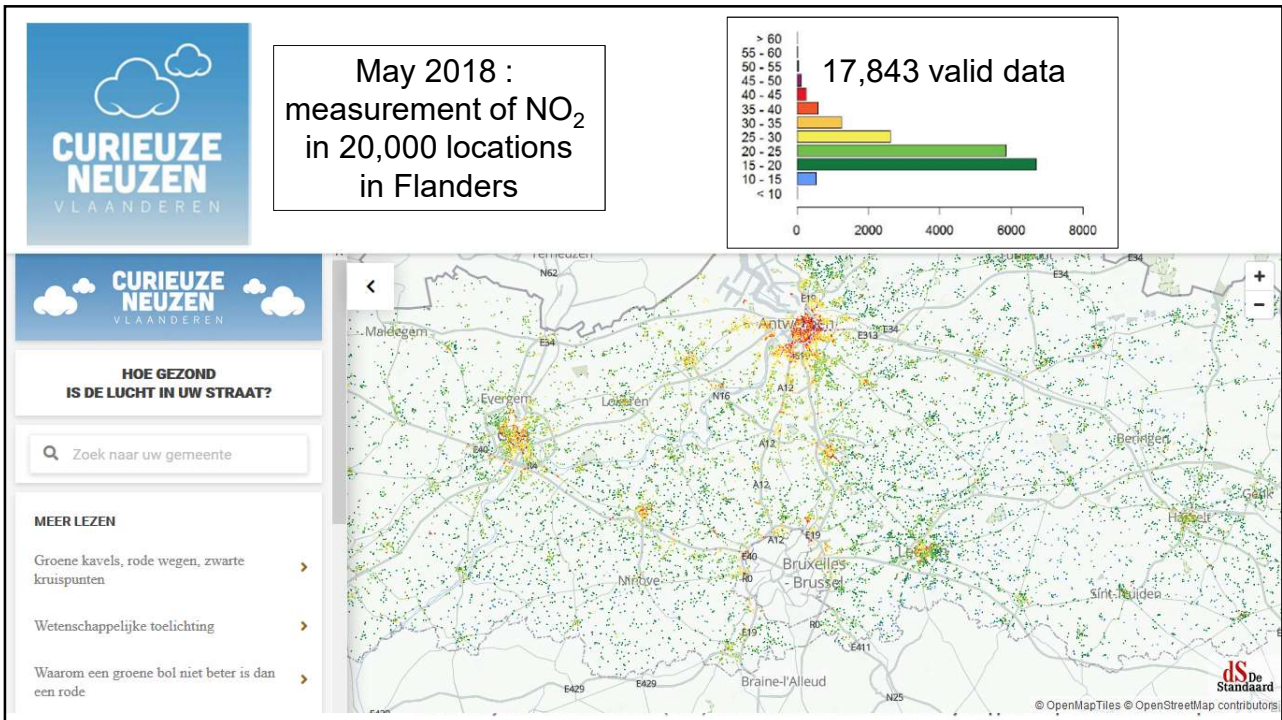 CURIEUZE
NEUZEN
VLAANDEREN
May 2018 :
measurement of NO₂
in 20,000 locations
in Flanders
17,843 valid data
> 60
55 - 60
50 - 55
45 - 50
40 - 45
35 - 40
30 - 35
25 - 30
20 - 25
15 - 20
10 - 15
< 10
0 2000 4000 6000 8000
CURIEUZE
NEUZEN
VLAANDEREN
HOE GEZOND
IS DE LUCHT IN UW STRAAT?
Zoek naar uw gemeente
MEER LEZEN
Groene kavels, rode wegen, zwarte
kruispunten
Wetenschappelijke toelichting
Waarom een groene bol niet beter is dan
een rode
Terneuzen
N62
E34
E34
E19
Antwerpen
Maldegem
E34
E313
E34
A12
N16
Evergem
Lokeren
A12
Beringen
E40
R4
A12
Genk
Hasselt
A12
E19
E40
Bruxelles
- Brussel
R0
Ninove
Leuven
Sint-Truiden
E19
R0
E411
E429
E429
Braine-l'Alleud
N25
dS De
Standaard
© OpenMapTiles © OpenStreetMap contributors